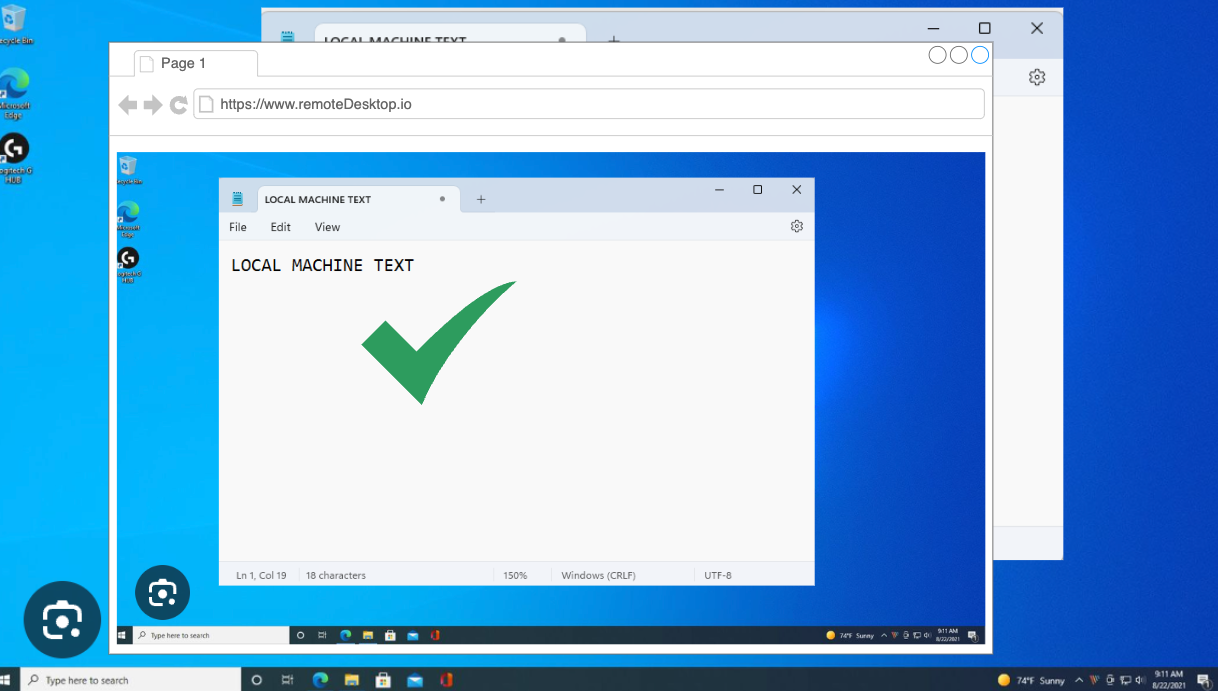 Recycle Bin
LOCAL MACHINE TEXT
Microsoft
Edge
Logitech G
HUB
Page 1
https://www.remoteDesktop.io
Recycle Bin
Microsoft
Edge
Logitech G
HUB
LOCAL MACHINE TEXT
File Edit View
LOCAL MACHINE TEXT
Ln 1, Col 19 18 characters 150% Windows (CRLF) UTF-8
Type here to search 74°F Sunny 9:11 AM
8/22/2021
Type here to search 74°F Sunny 9:11 AM
8/22/2021